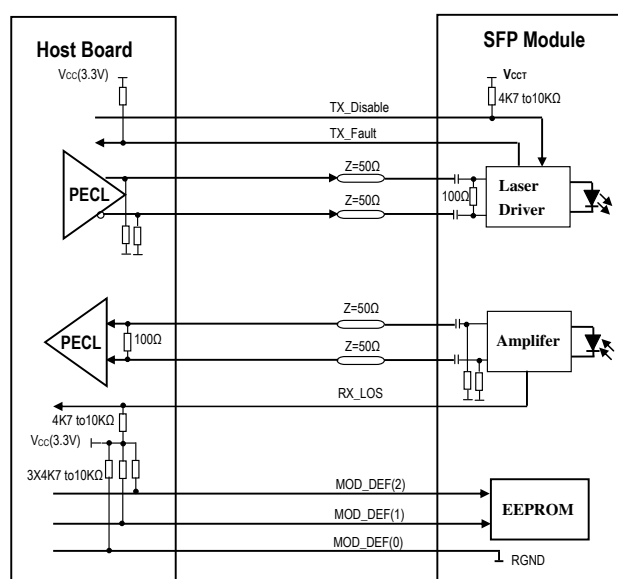 Host Board
SFP Module
Vcc(3.3V)
VCCT
4K7 to10KΩ
TX_Disable
TX_Fault
Z=50Ω
PECL
100Ω
Laser
Driver
Z=50Ω
Z=50Ω
PECL
100Ω
Amplifer
Z=50Ω
RX_LOS
4K7 to10KΩ
Vcc(3.3V)
3X4K7 to10KΩ
MOD_DEF(2)
EEPROM
MOD_DEF(1)
MOD_DEF(0)
RGND